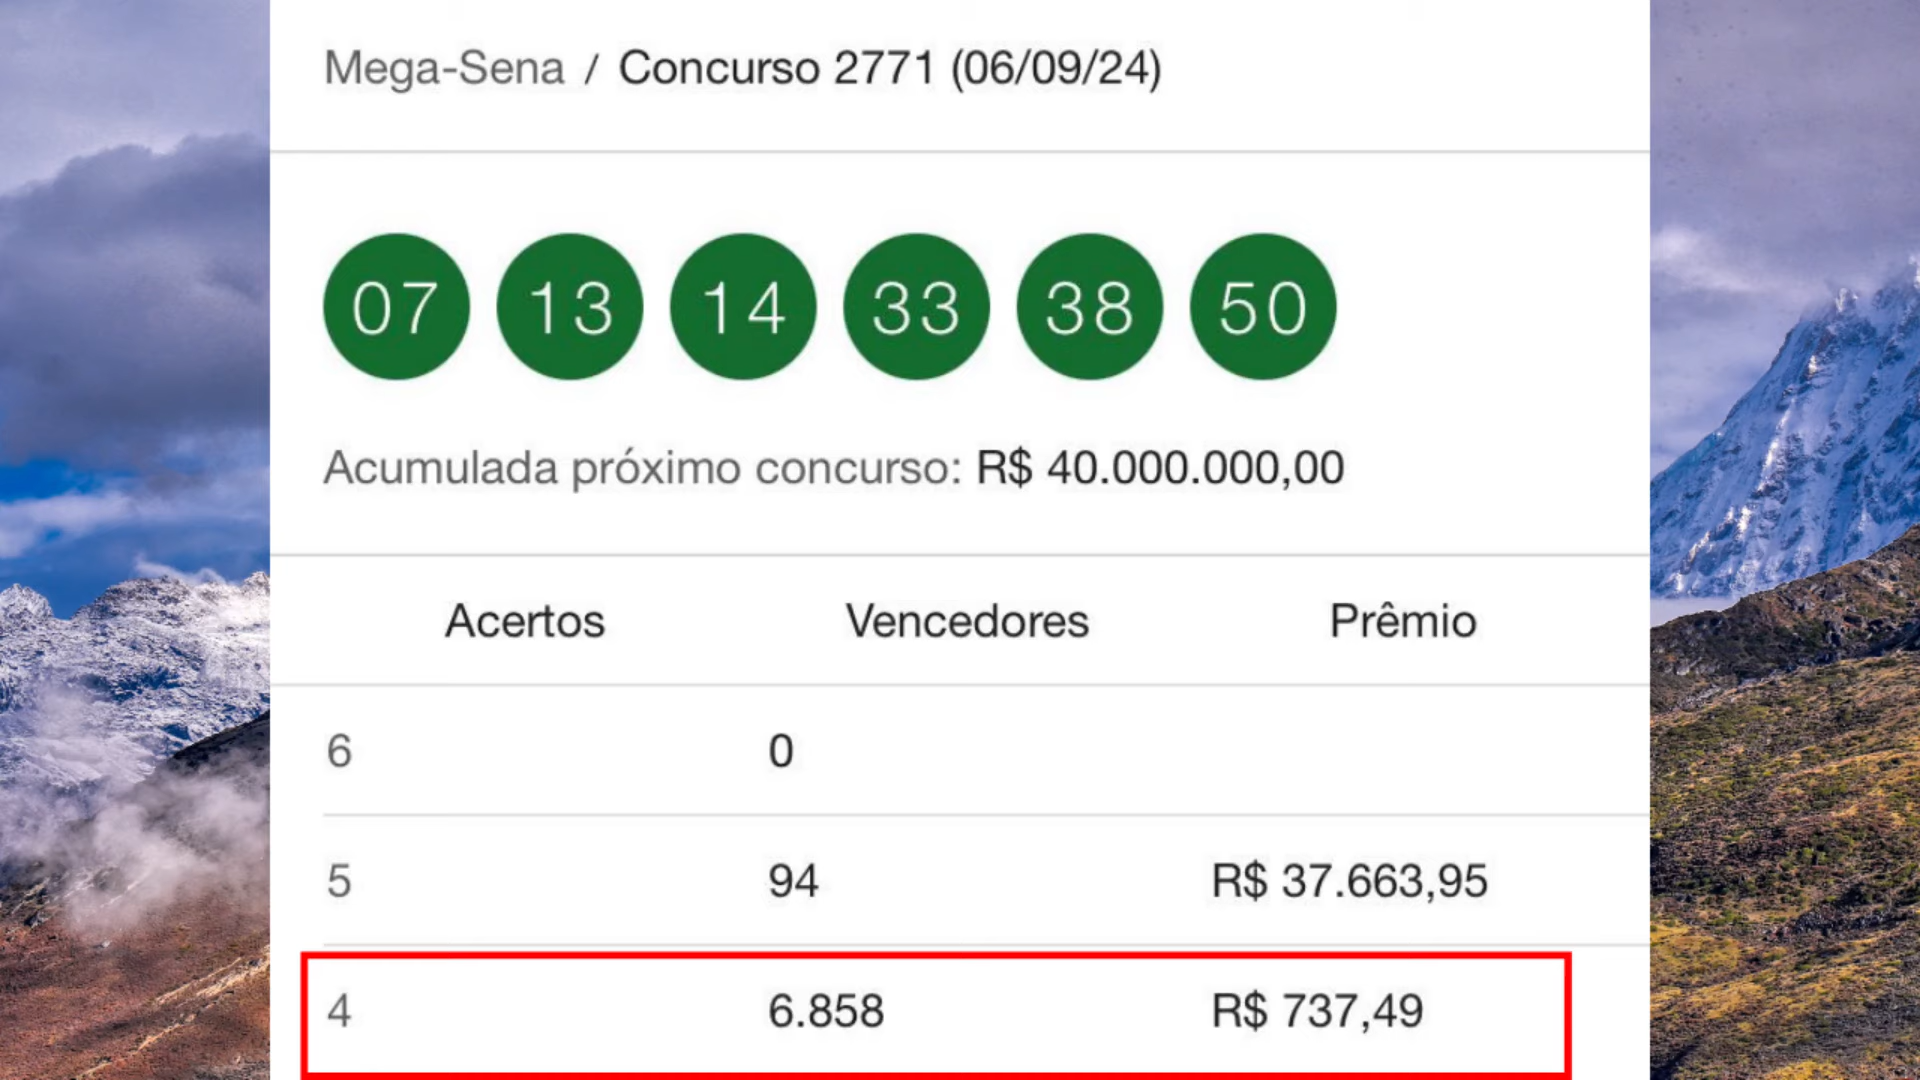 Mega-Sena / Concurso 2771 (06/09/24)
07 13 14 33 38 50
Acumulada próximo concurso: R$ 40.000.000,00
Acertos Vencedores Prêmio
6 0
5 94 R$ 37.663,95
4 6.858 R$ 737,49